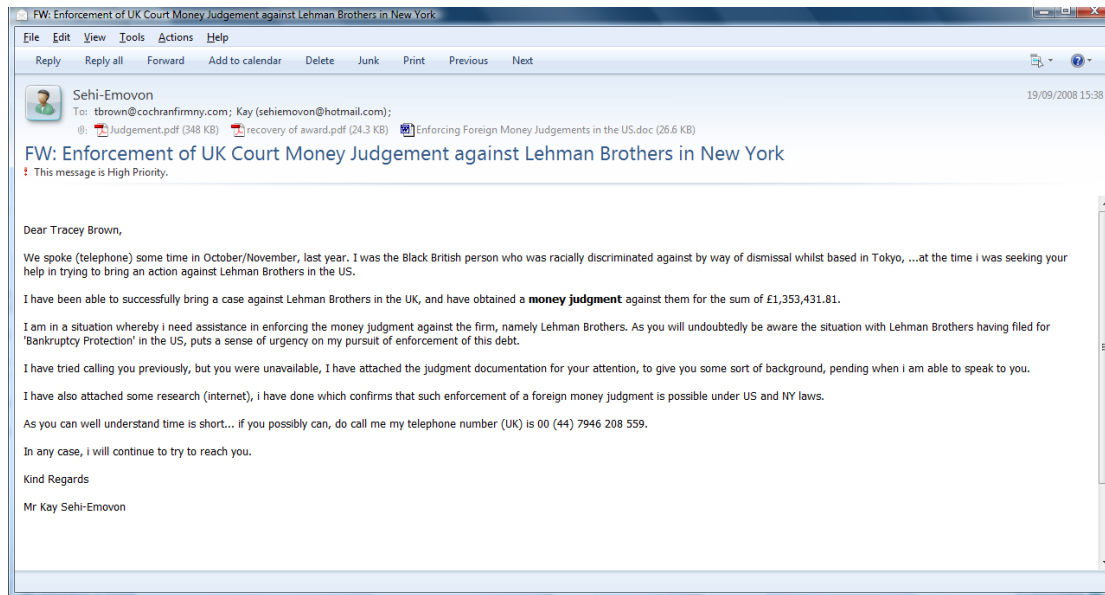 FW: Enforcement of UK Court Money Judgement against Lehman Brothers in New York
File Edit View Tools Actions Help
Reply Reply all Forward Add to calendar Delete Junk Print Previous Next
Sehi-Emovon 19/09/2008 15:38
To: tbrown@cochranfirmny.com; Kay (sehiemovon@hotmail.com);
Judgement.pdf (348 KB) recovery of award.pdf (24.3 KB) Enforcing Foreign Money Judgements in the US.doc (26.6 KB)
FW: Enforcement of UK Court Money Judgement against Lehman Brothers in New York
! This message is High Priority.
Dear Tracey Brown,
We spoke (telephone) some time in October/November, last year. I was the Black British person who was racially discriminated against by way of dismissal whilst based in Tokyo, ...at the time i was seeking your
help in trying to bring an action against Lehman Brothers in the US.
I have been able to successfully bring a case against Lehman Brothers in the UK, and have obtained a money judgment against them for the sum of £1,353,431.81.
I am in a situation whereby i need assistance in enforcing the money judgment against the firm, namely Lehman Brothers. As you will undoubtedly be aware the situation with Lehman Brothers having filed for
'Bankruptcy Protection' in the US, puts a sense of urgency on my pursuit of enforcement of this debt.
I have tried calling you previously, but you were unavailable, I have attached the judgment documentation for your attention, to give you some sort of background, pending when i am able to speak to you.
I have also attached some research (internet), i have done which confirms that such enforcement of a foreign money judgment is possible under US and NY laws.
As you can well understand time is short... if you possibly can, do call me my telephone number (UK) is 00 (44) 7946 208 559.
In any case, i will continue to try to reach you.
Kind Regards
Mr Kay Sehi-Emovon